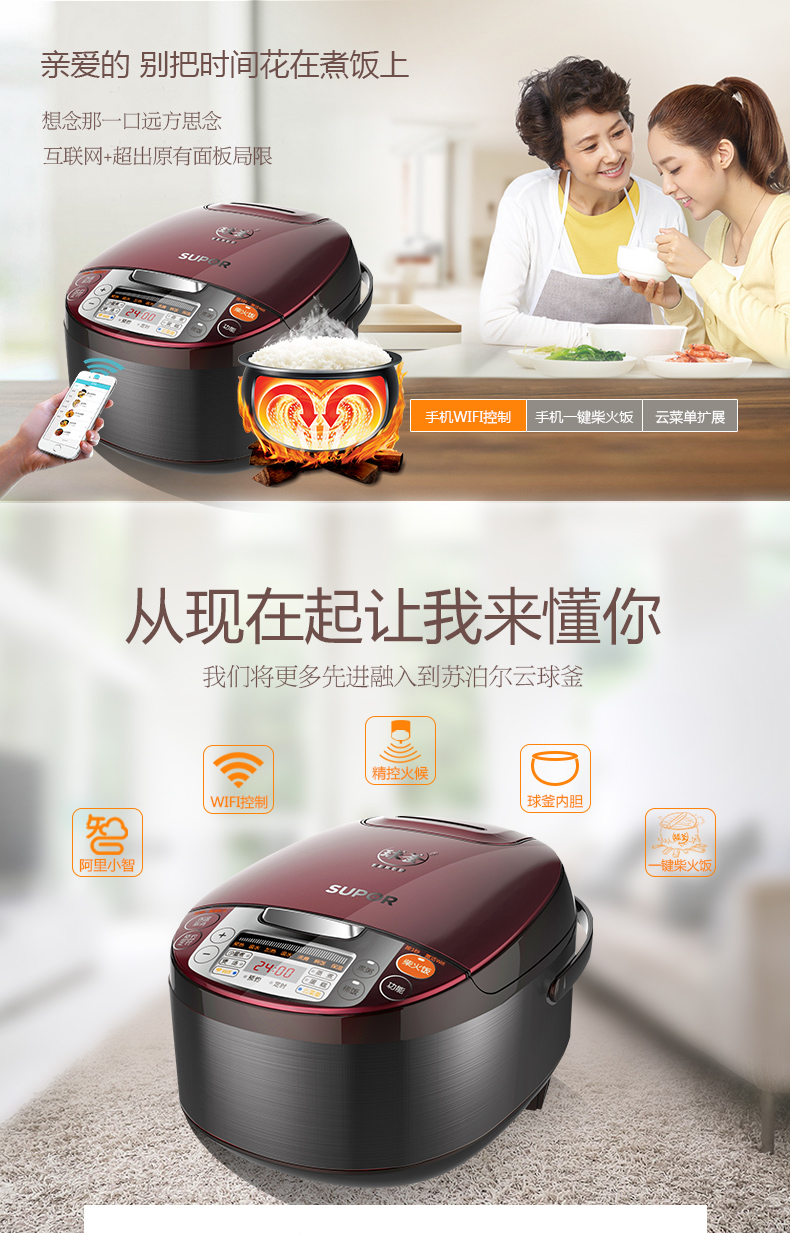 亲爱的 别把时间花在煮饭上
想念那一口远方思念
互联网+超出原有面板局限
SUPOR
24:00
柴火饭
功能
手机WIFI控制
手机一键柴火饭
云菜单扩展
从现在起让我来懂你
我们将更多先进融入到苏泊尔云球釜
精控火候
WIFI控制
球釜内胆
阿里小智
一键柴火饭
SUPOR
24:00
预约
定时
柴火饭
功能